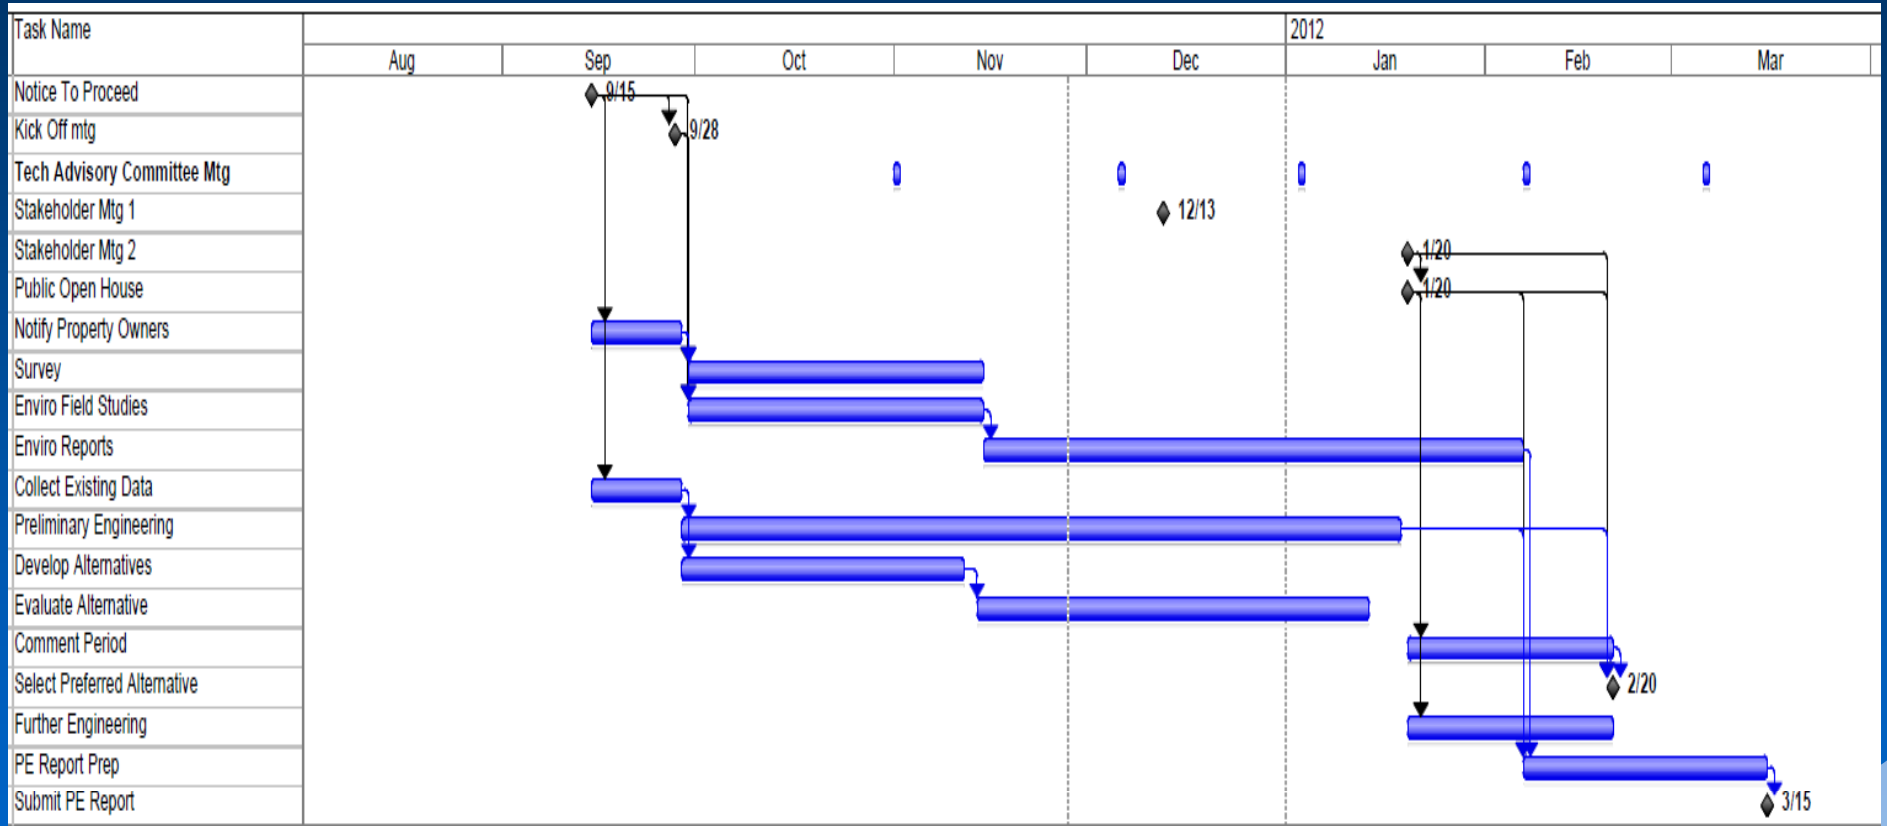 Task Name
2012
Aug Sep Oct Nov Dec Jan Feb Mar
Notice To Proceed 9/15
Kick Off mtg 9/28
Tech Advisory Committee Mtg
Stakeholder Mtg 1 12/13
Stakeholder Mtg 2 1/20
Public Open House 1/20
Notify Property Owners
Survey
Enviro Field Studies
Enviro Reports
Collect Existing Data
Preliminary Engineering
Develop Alternatives
Evaluate Alternative
Comment Period
Select Preferred Alternative 2/20
Further Engineering
PE Report Prep
Submit PE Report 3/15